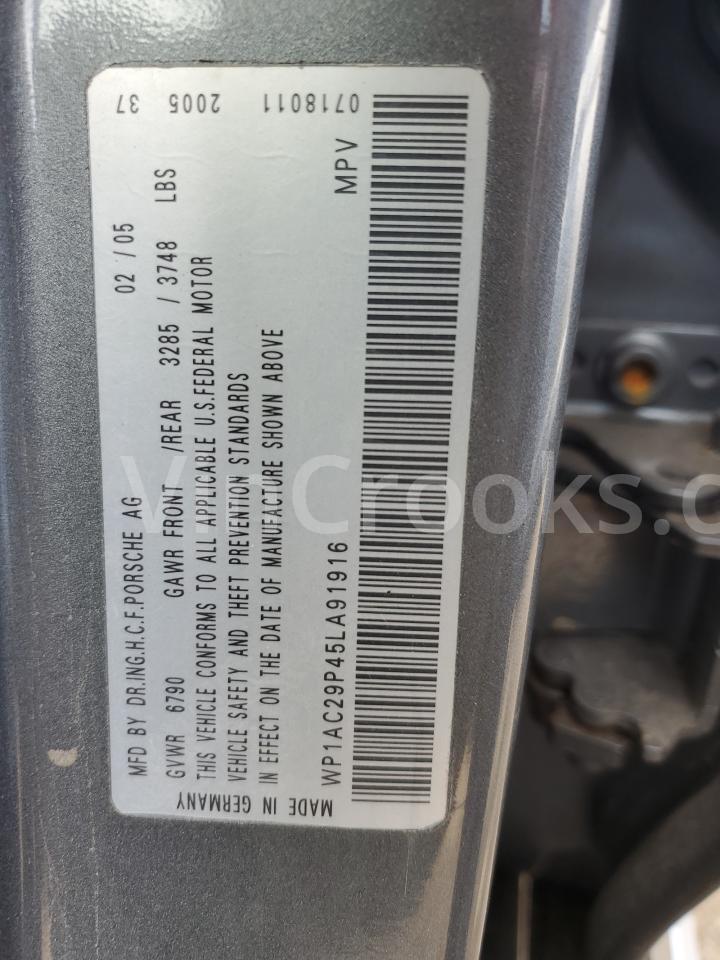 MFD BY DR.ING.H.C.F.PORSCHE AG 02 / 05
GVWR 6790 GAWR FRONT /REAR 3285 / 3748 LBS
THIS VEHICLE CONFORMS TO ALL APPLICABLE U.S.FEDERAL MOTOR
VEHICLE SAFETY AND THEFT PREVENTION STANDARDS
IN EFFECT ON THE DATE OF MANUFACTURE SHOWN ABOVE
WP1AC29P45LA91916 MPV
MADE IN GERMANY
0718011 2005 37
VinCrooks.c